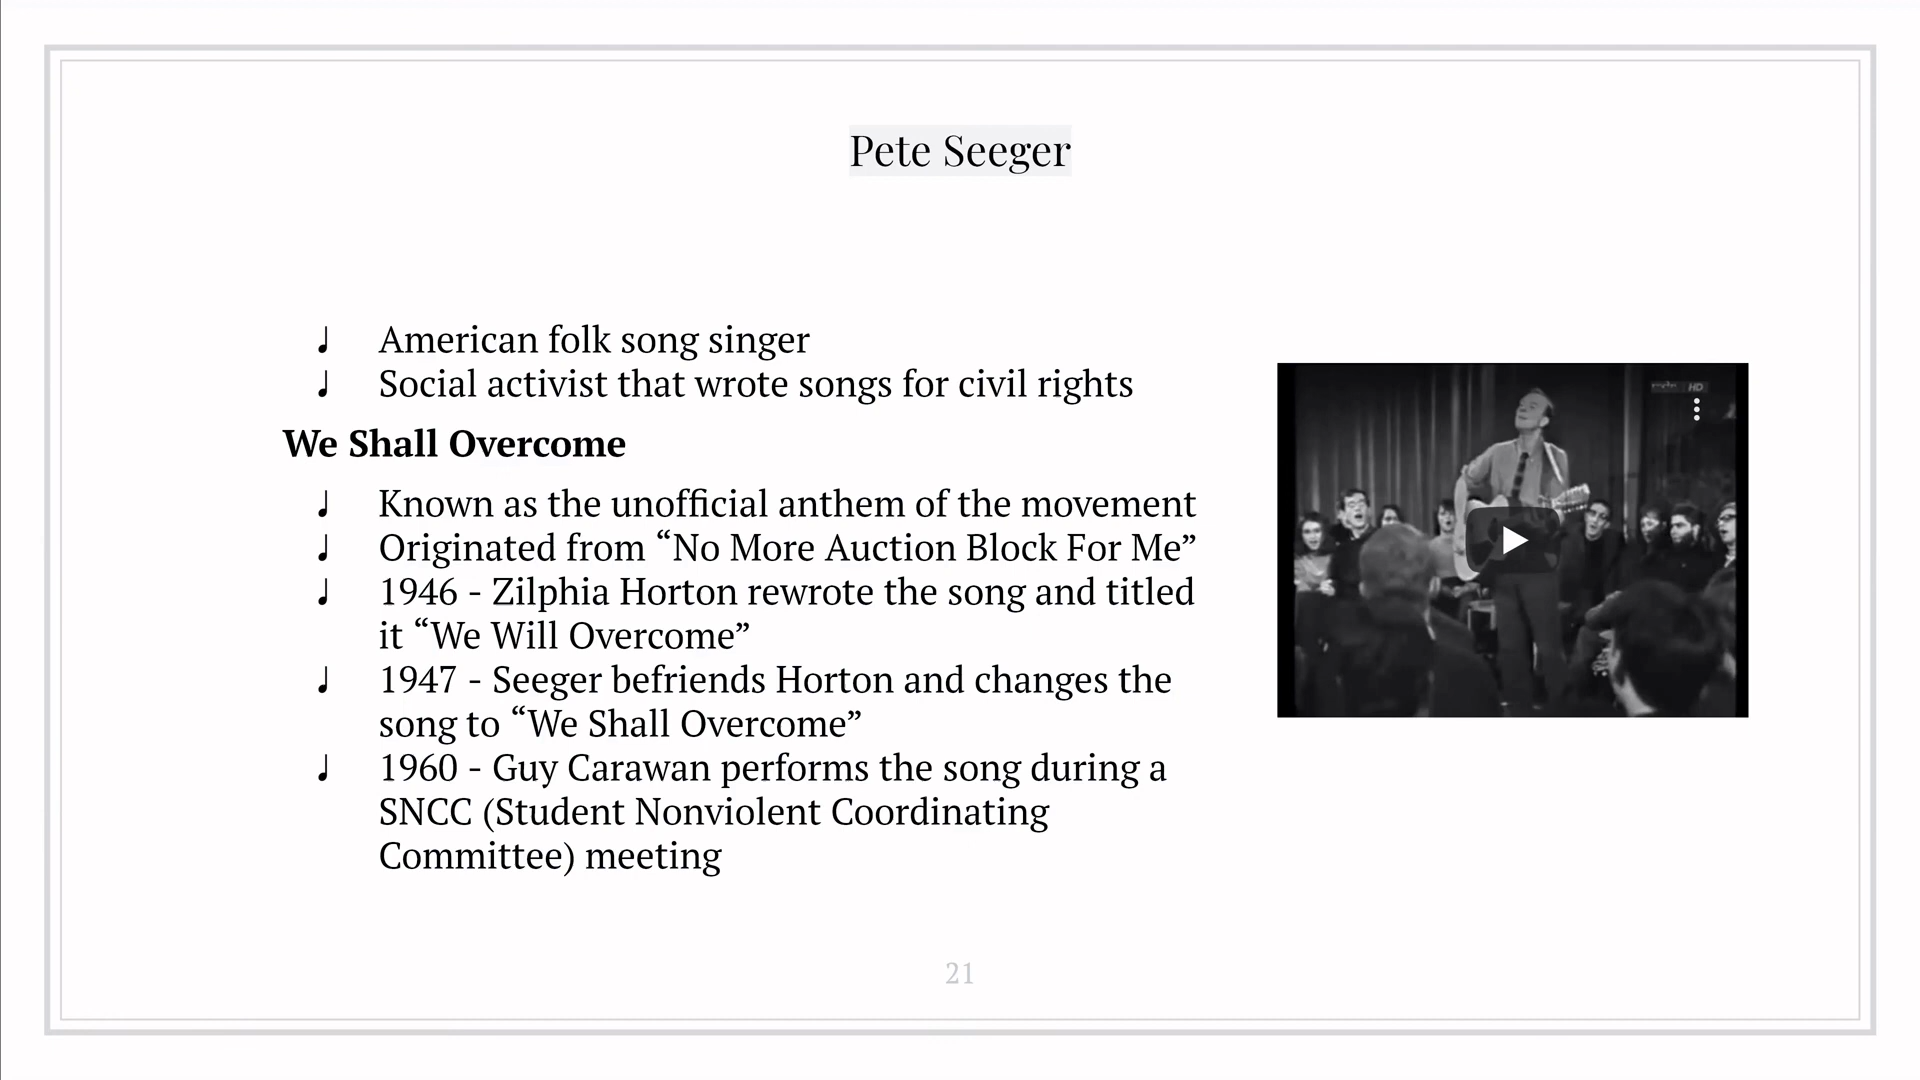 Pete Seeger
♩ American folk song singer
♩ Social activist that wrote songs for civil rights
We Shall Overcome
♩ Known as the unofficial anthem of the movement
♩ Originated from “No More Auction Block For Me”
♩ 1946 - Zilphia Horton rewrote the song and titled
it “We Will Overcome”
♩ 1947 - Seeger befriends Horton and changes the
song to “We Shall Overcome”
♩ 1960 - Guy Carawan performs the song during a
SNCC (Student Nonviolent Coordinating
Committee) meeting
HD
21